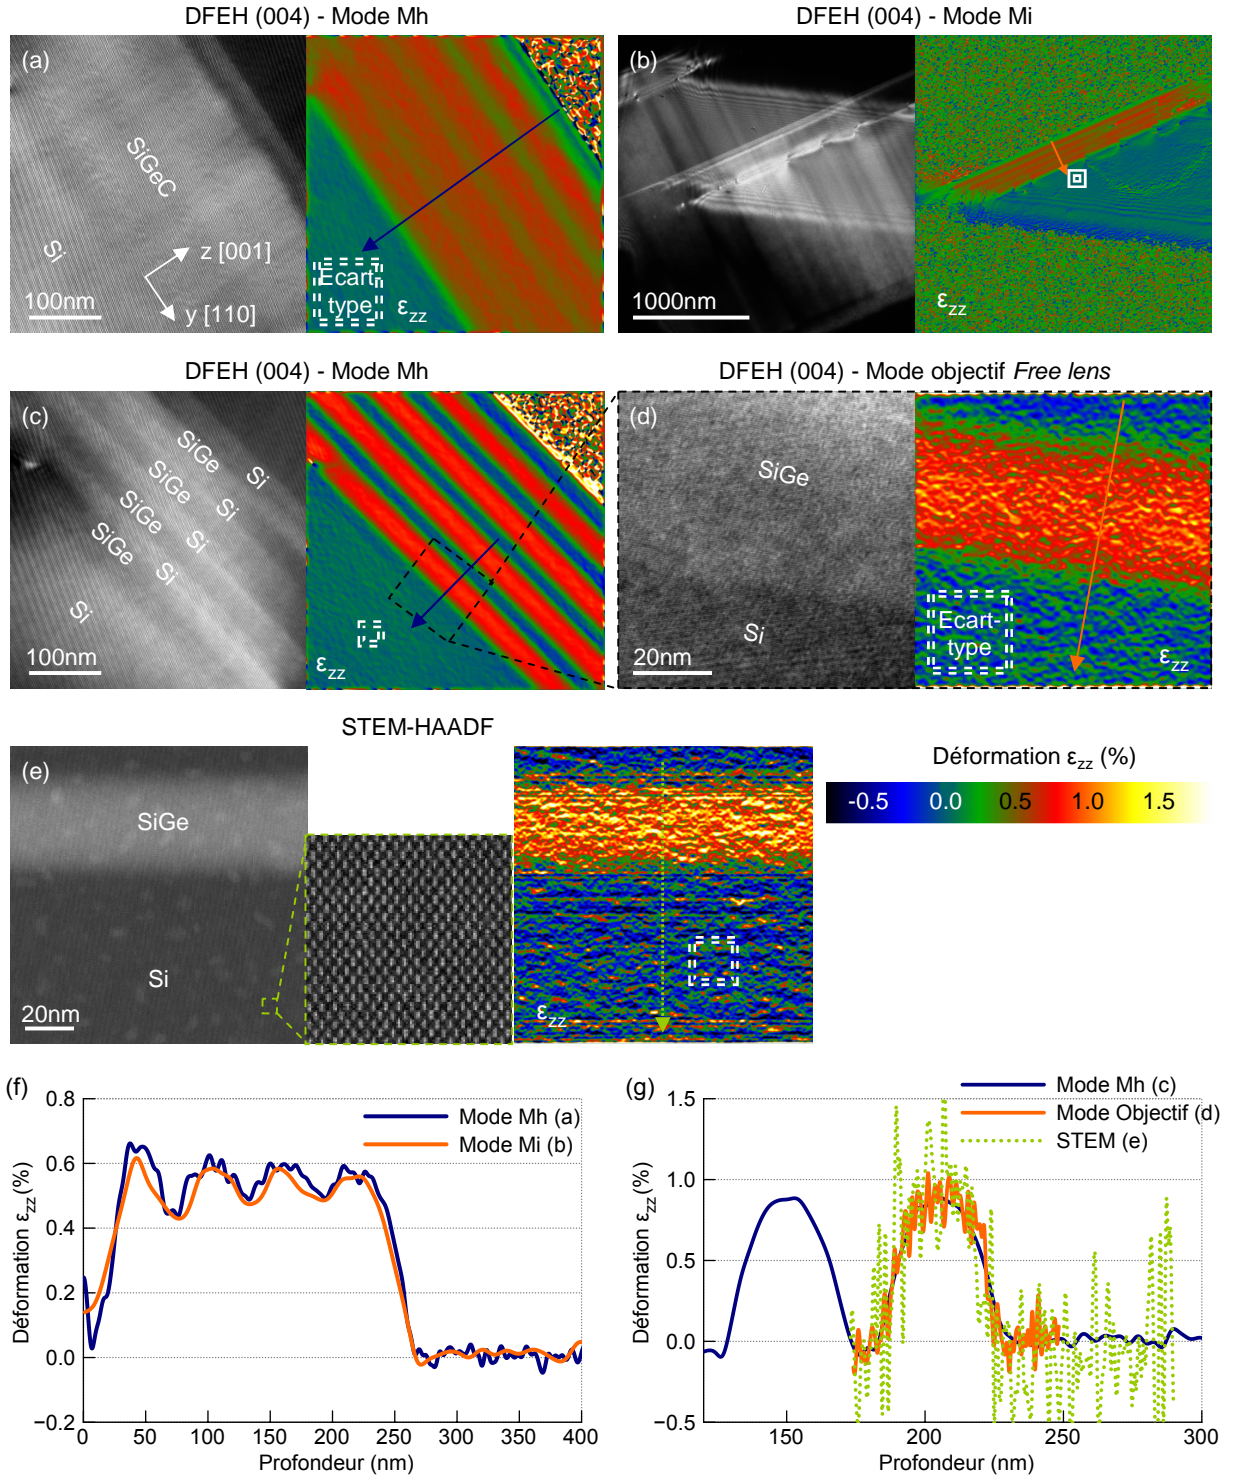 DFEH (004) - Mode Mh
DFEH (004) - Mode Mi
(a)
SiGeC
Si
z [001]
y [110]
100nm
Ecart-
type
εzz
(b)
1000nm
εzz
DFEH (004) - Mode Mh
DFEH (004) - Mode objectif Free lens
(c)
SiGe
Si
SiGe
Si
SiGe
Si
SiGe
Si
Si
100nm
εzz
(d)
SiGe
Si
20nm
Ecart-
type
εzz
STEM-HAADF
(e)
SiGe
Si
20nm
εzz
Déformation εzz (%)
-0.5 0.0 0.5 1.0 1.5
(f)
Mode Mh (a)
Mode Mi (b)
0.8
0.6
0.4
0.2
0.0
−0.2
Déformation εzz (%)
0 50 100 150 200 250 300 350 400
Profondeur (nm)
(g)
Mode Mh (c)
Mode Objectif (d)
STEM (e)
1.5
1.0
0.5
0.0
−0.5
Déformation εzz (%)
150 200 250 300
Profondeur (nm)